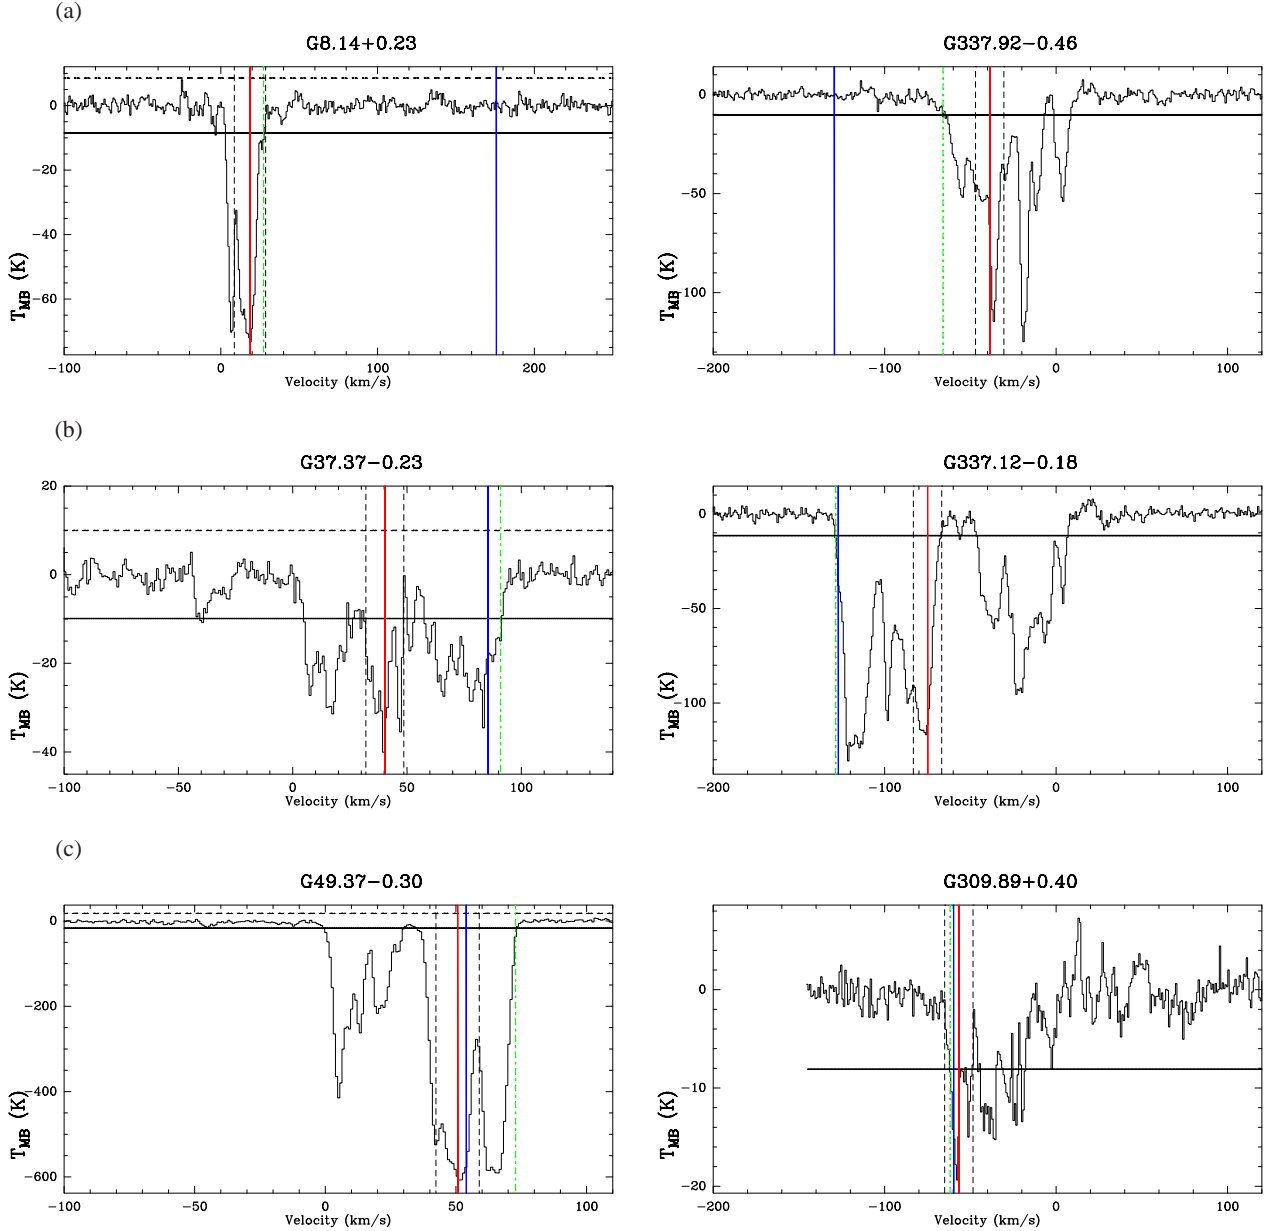 (a)
G8.14+0.23
0
−20
−40
−60
T_MB (K)
−100 0 100 200
Velocity (km/s)
G337.92−0.46
0
−50
−100
T_MB (K)
−200 −100 0 100
Velocity (km/s)
(b)
G37.37−0.23
20
0
−20
−40
T_MB (K)
−100 −50 0 50 100
Velocity (km/s)
G337.12−0.18
0
−50
−100
T_MB (K)
−200 −100 0 100
Velocity (km/s)
(c)
G49.37−0.30
0
−200
−400
−600
T_MB (K)
−100 −50 0 50 100
Velocity (km/s)
G309.89+0.40
0
−10
−20
T_MB (K)
−200 −100 0 100
Velocity (km/s)